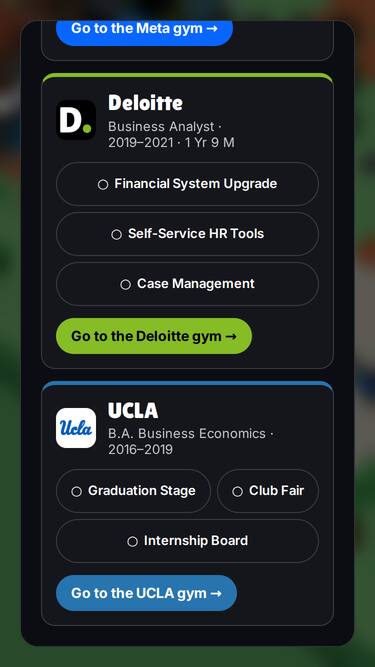 Go to the Meta gym →
D.
Deloitte
Business Analyst ·
2019–2021 · 1 Yr 9 M
○ Financial System Upgrade
○ Self-Service HR Tools
○ Case Management
Go to the Deloitte gym →
Ucla
UCLA
B.A. Business Economics ·
2016–2019
○ Graduation Stage
○ Club Fair
○ Internship Board
Go to the UCLA gym →